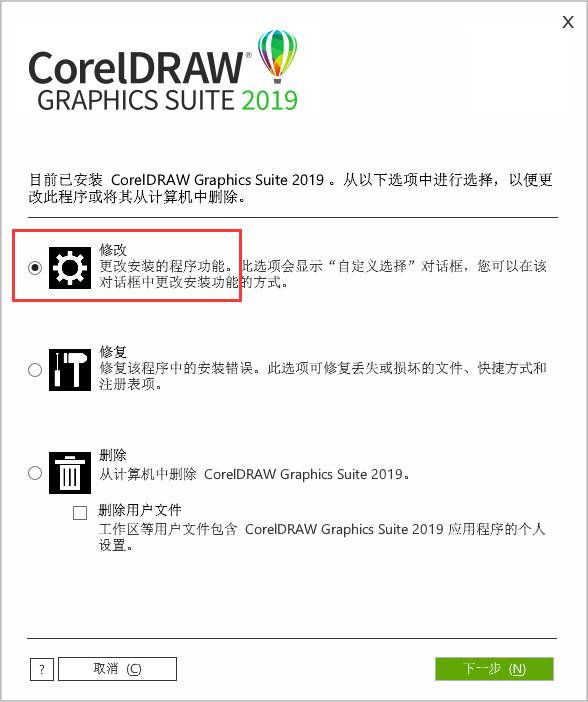 X
CorelDRAW®
GRAPHICS SUITE 2019
目前已安装 CorelDRAW Graphics Suite 2019 。从以下选项中进行选择，以便更
改此程序或将其从计算机中删除。
修改
更改安装的程序功能。此选项会显示“自定义选择”对话框，您可以在该
对话框中更改安装功能的方式。
修复
修复该程序中的安装错误。此选项可修复丢失或损坏的文件、快捷方式和
注册表项。
删除
从计算机中删除 CorelDRAW Graphics Suite 2019。
删除用户文件
工作区等用户文件包含 CorelDRAW Graphics Suite 2019 应用程序的个人
设置。
? 取消 (C) 下一步 (N)